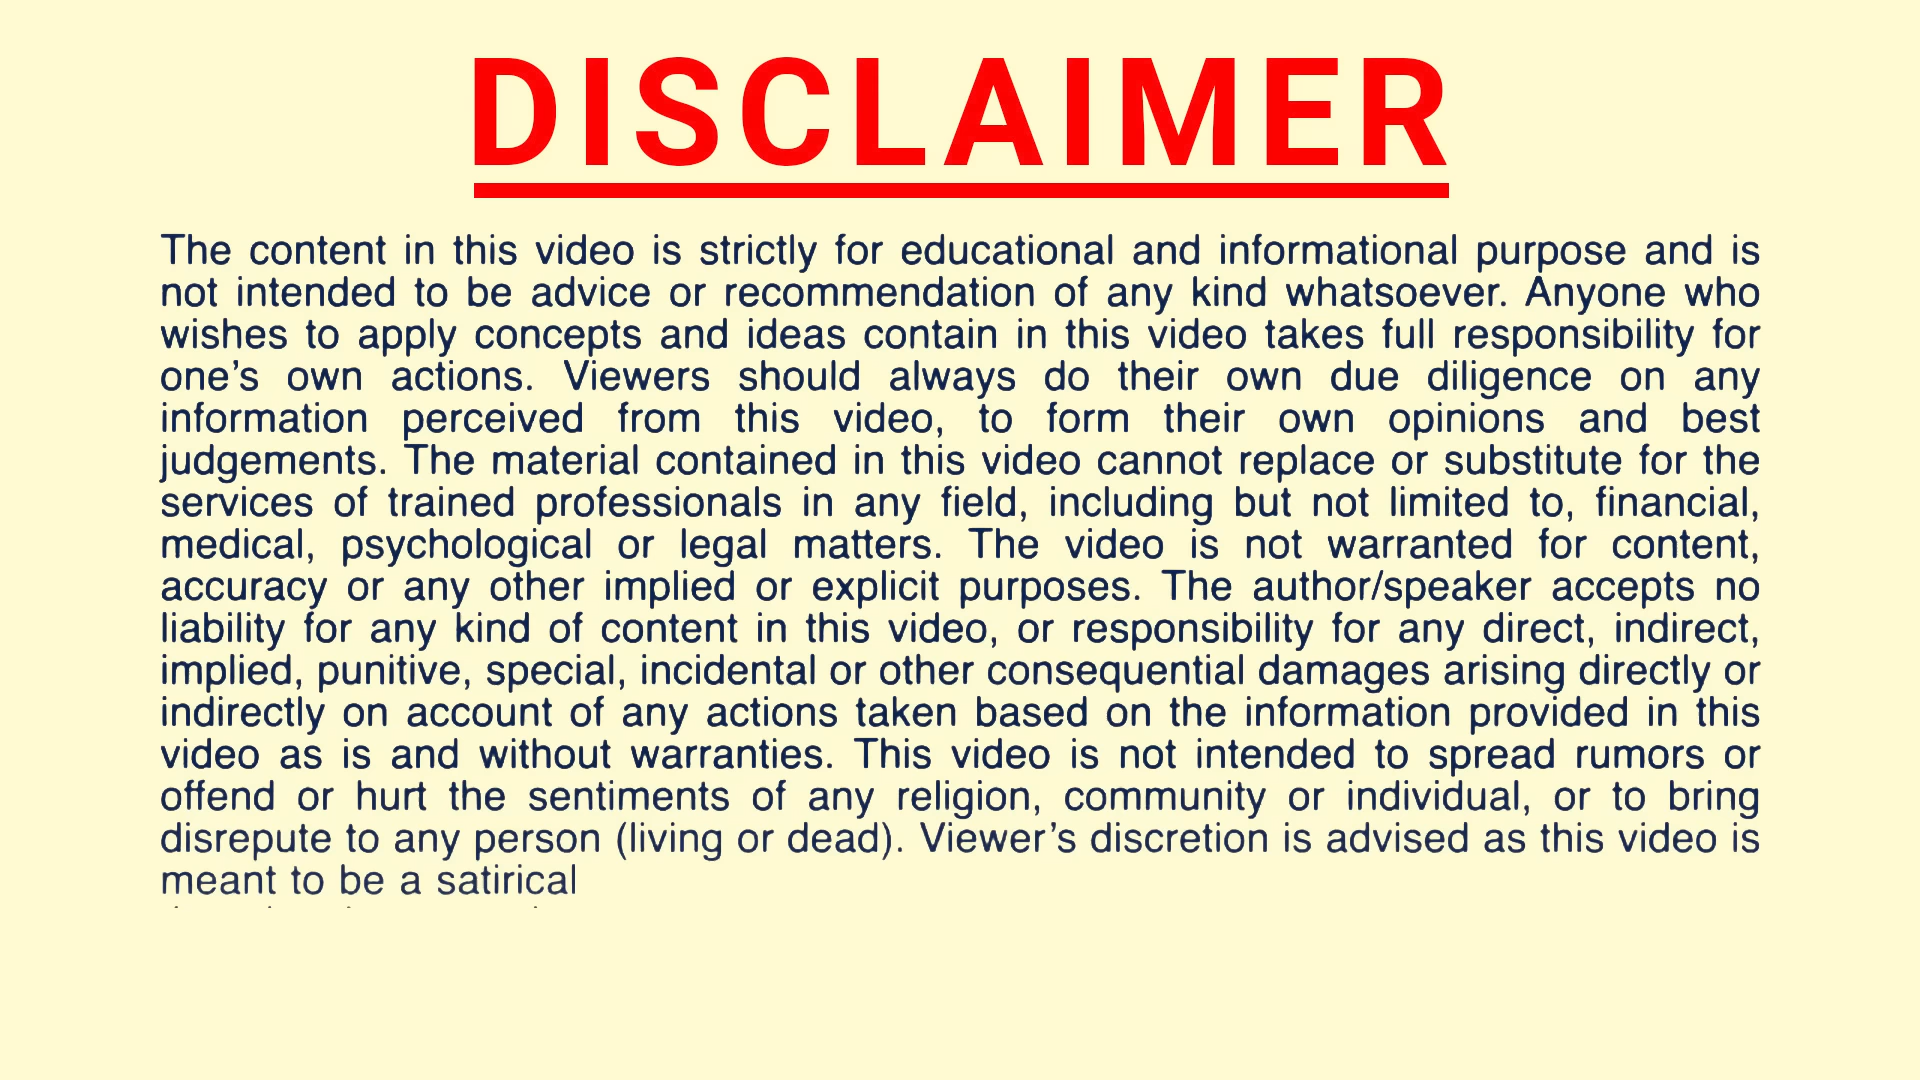 DISCLAIMER
The content in this video is strictly for educational and informational purpose and is
not intended to be advice or recommendation of any kind whatsoever. Anyone who
wishes to apply concepts and ideas contain in this video takes full responsibility for
one’s own actions. Viewers should always do their own due diligence on any
information perceived from this video, to form their own opinions and best
judgements. The material contained in this video cannot replace or substitute for the
services of trained professionals in any field, including but not limited to, financial,
medical, psychological or legal matters. The video is not warranted for content,
accuracy or any other implied or explicit purposes. The author/speaker accepts no
liability for any kind of content in this video, or responsibility for any direct, indirect,
implied, punitive, special, incidental or other consequential damages arising directly or
indirectly on account of any actions taken based on the information provided in this
video as is and without warranties. This video is not intended to spread rumors or
offend or hurt the sentiments of any religion, community or individual, or to bring
disrepute to any person (living or dead). Viewer’s discretion is advised as this video is
meant to be a satirical